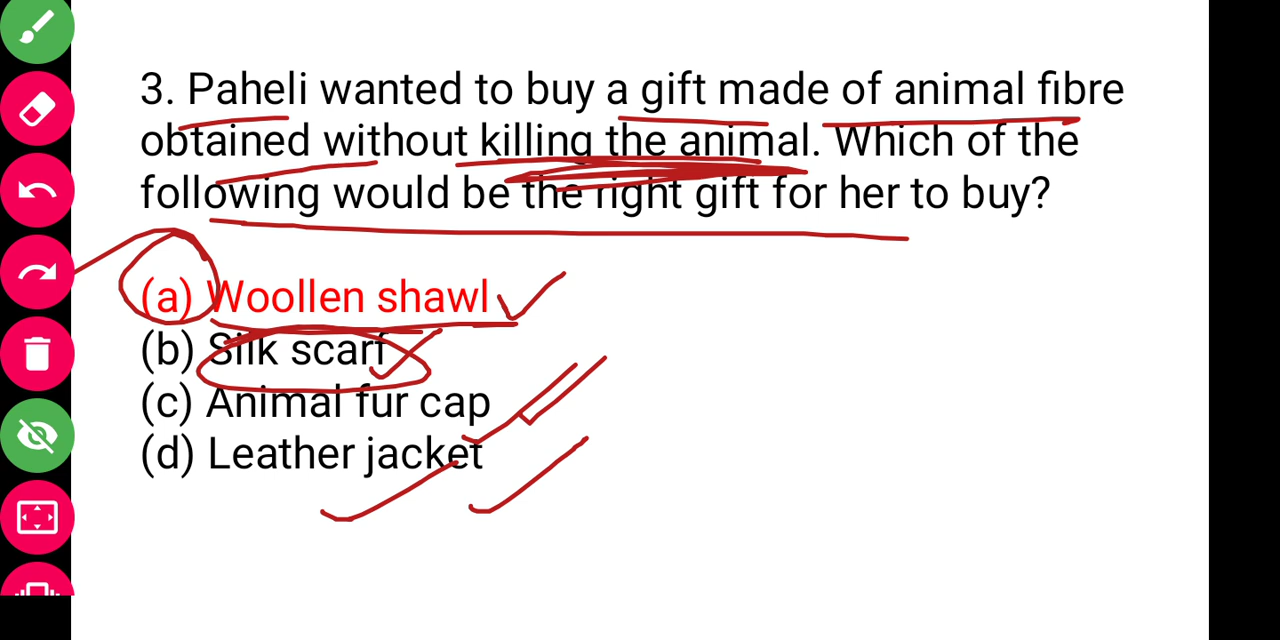 3. Paheli wanted to buy a gift made of animal fibre
obtained without killing the animal. Which of the
following would be the right gift for her to buy?
(a) Woollen shawl
(b) Silk scarf
(c) Animal fur cap
(d) Leather jacket